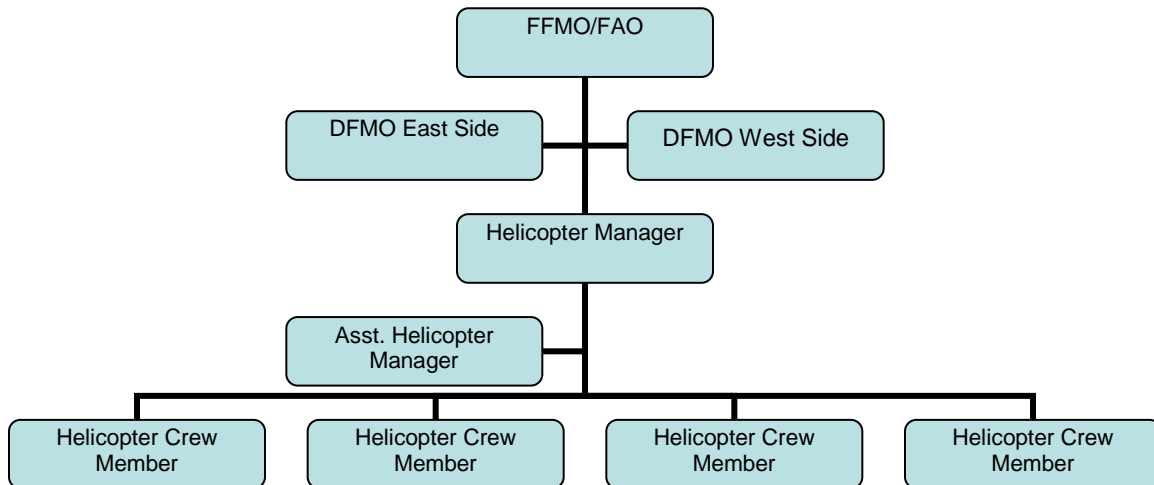 FFMO/FAO
DFMO East Side
DFMO West Side
Helicopter Manager
Asst. Helicopter
Manager
Helicopter Crew
Member
Helicopter Crew
Member
Helicopter Crew
Member
Helicopter Crew
Member